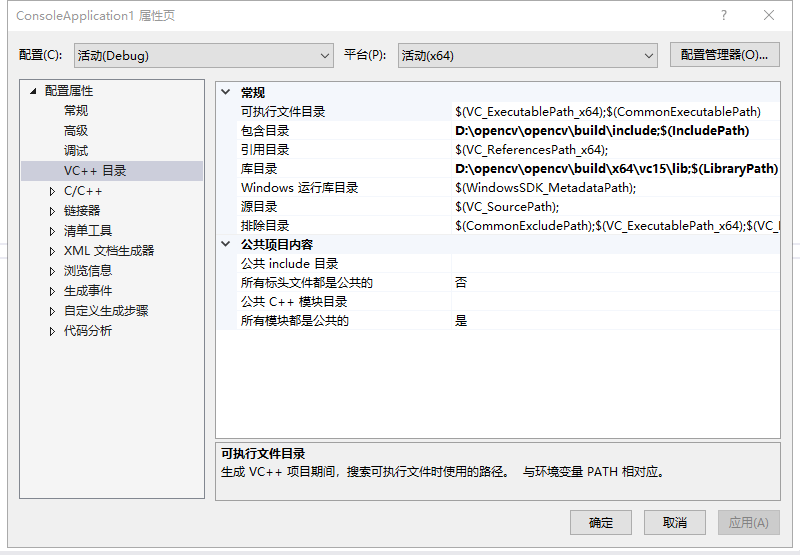 ConsoleApplication1 属性页
配置(C): 活动(Debug) 平台(P): 活动(x64) 配置管理器(O)...
配置属性
常规
高级
调试
VC++ 目录
C/C++
链接器
清单工具
XML 文档生成器
浏览信息
生成事件
自定义生成步骤
代码分析
常规
可执行文件目录 $(VC_ExecutablePath_x64);$(CommonExecutablePath)
包含目录 D:\opencv\opencv\build\include;$(IncludePath)
引用目录 $(VC_ReferencesPath_x64);
库目录 D:\opencv\opencv\build\x64\vc15\lib;$(LibraryPath)
Windows 运行库目录 $(WindowsSDK_MetadataPath);
源目录 $(VC_SourcePath);
排除目录 $(CommonExcludePath);$(VC_ExecutablePath_x64);$(VC_
公共项目内容
公共 include 目录
所有标头文件都是公共的 否
公共 C++ 模块目录
所有模块都是公共的 是
可执行文件目录
生成 VC++ 项目期间，搜索可执行文件时使用的路径。 与环境变量 PATH 相对应。
确定 取消 应用(A)